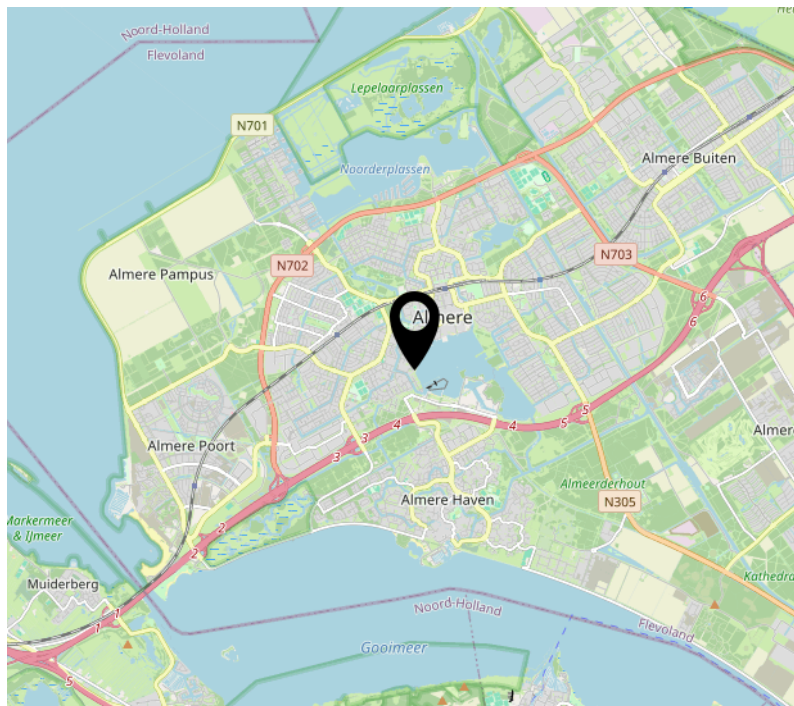 Noord-Holland
Flevoland
Lepelaarplassen
N701
Almere Buiten
Noorderplassen
N703
N702
Almere Pampus
6
6
Almere
5
5
4
4
3
3
Almere Poort
Almere
Almeerderhout
Almere Haven
N305
Markermeer
& IJmeer
2
2
Muiderberg
Kathedra
1
1
Noord-Holland
Flevoland
Gooimeer
5